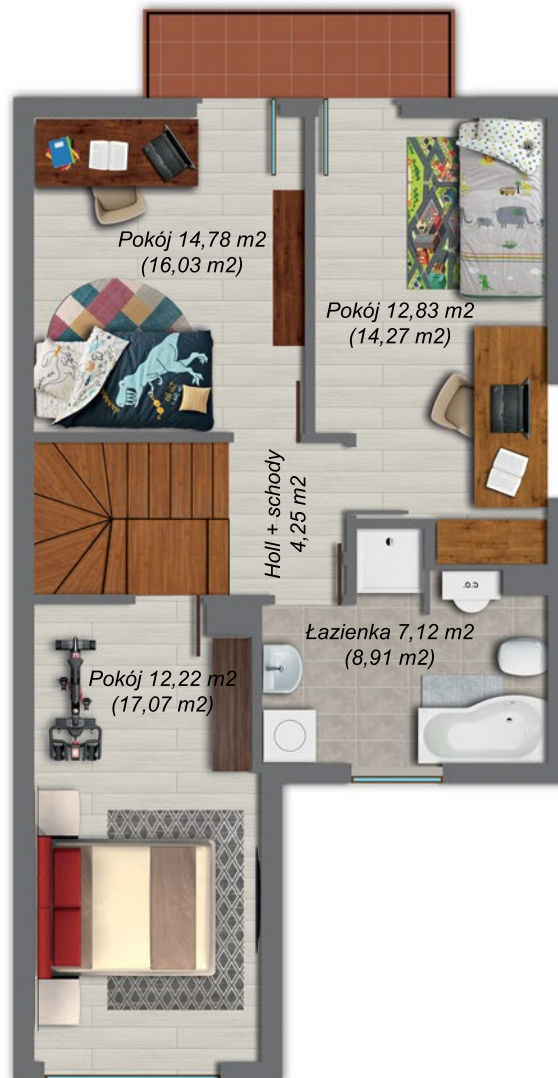 Pokój 14,78 m2
(16,03 m2)
Pokój 12,83 m2
(14,27 m2)
Holl + schody
4,25 m2
Łazienka 7,12 m2
(8,91 m2)
Pokój 12,22 m2
(17,07 m2)